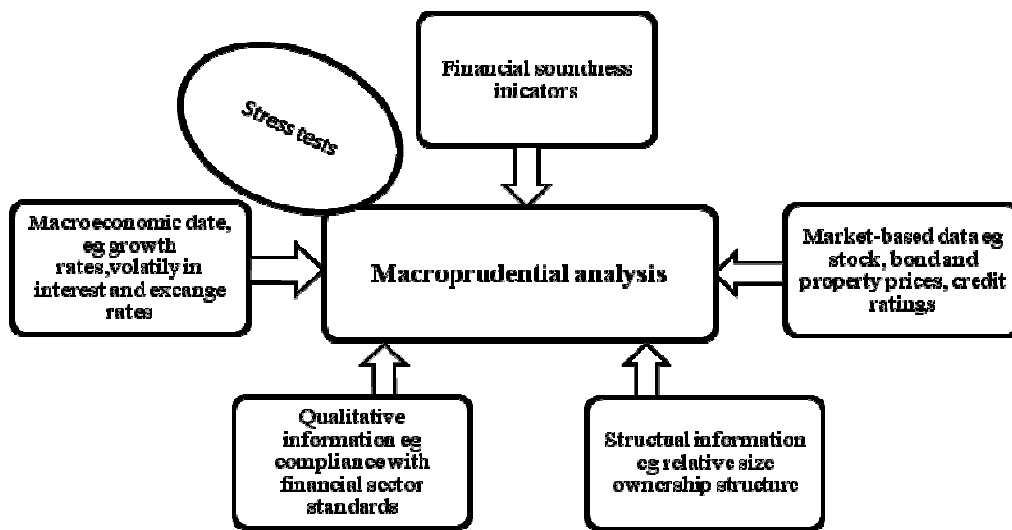 Stress tests
Financial soundness
inicators
Macroeconomic date,
eg growth
rates,volatily in
interest and excange
rates
Macroprudential analysis
Market-based data eg
stock, bond and
property prices, credit
ratings
Qualitative
information eg
compliance with
financial sector
standards
Structual information
eg relative size
ownership structure